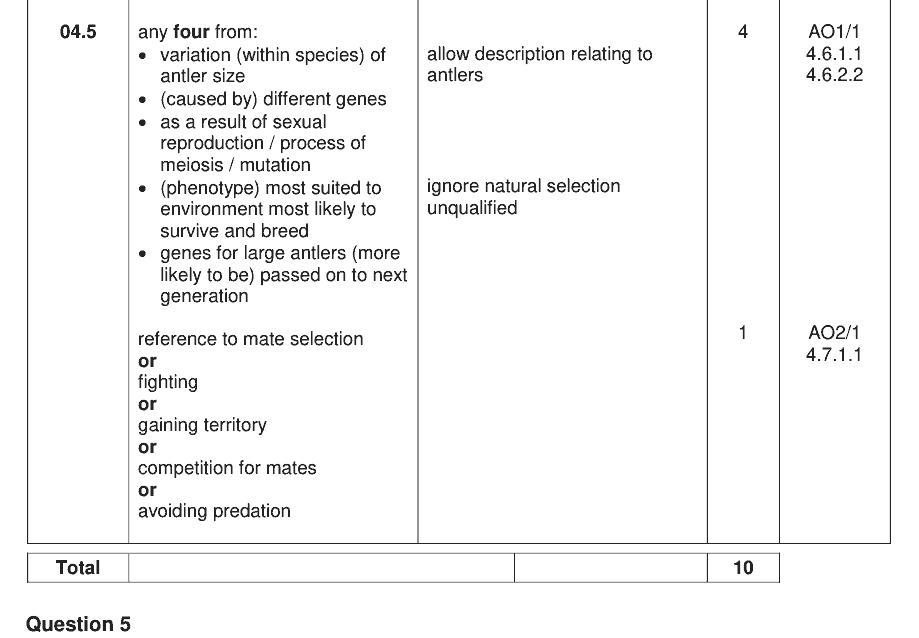 04.5
any four from:
• variation (within species) of
antler size
• (caused by) different genes
• as a result of sexual
reproduction / process of
meiosis / mutation
• (phenotype) most suited to
environment most likely to
survive and breed
• genes for large antlers (more
likely to be) passed on to next
generation
allow description relating to
antlers
ignore natural selection
unqualified
4
AO1/1
4.6.1.1
4.6.2.2
reference to mate selection
or
fighting
or
gaining territory
or
competition for mates
or
avoiding predation
1
AO2/1
4.7.1.1
Total
10
Question 5